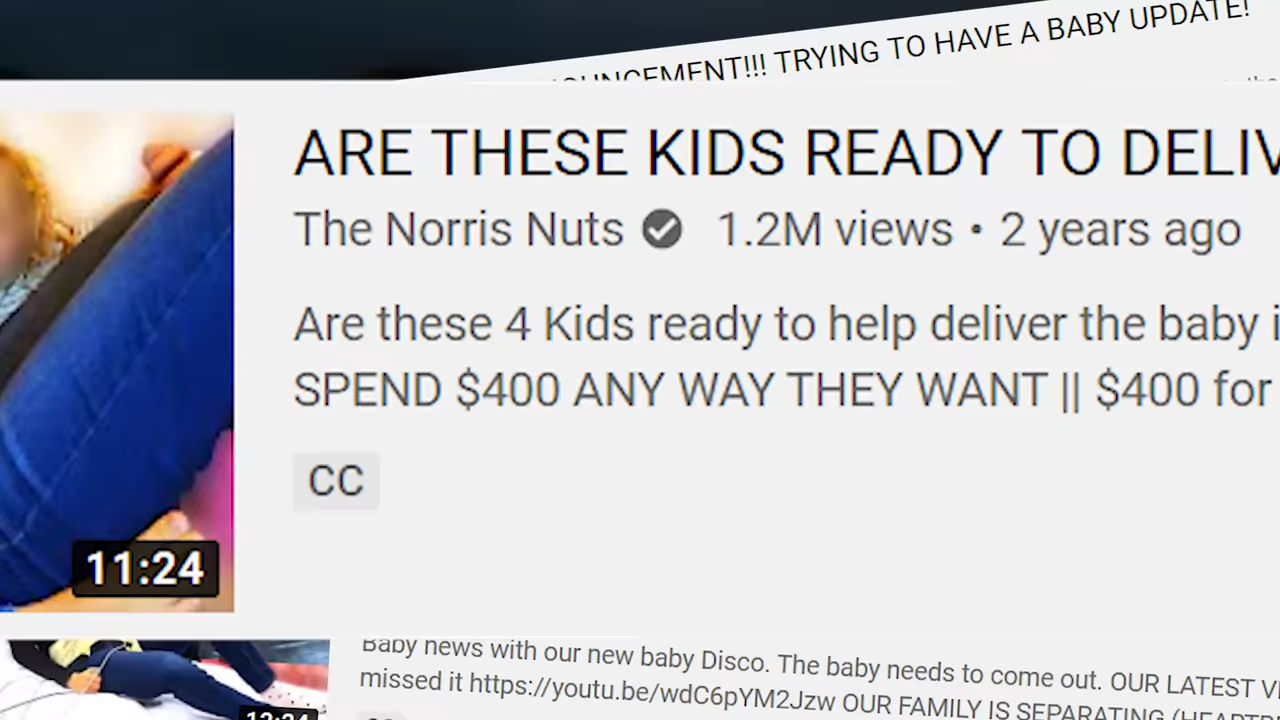 TRYING TO HAVE A BABY UPDATE!
ARE THESE KIDS READY TO
The Norris Nuts 1.2M views • 2 years ago
Are these 4 Kids ready to help deliver the baby
SPEND $400 ANY WAY THEY WANT || $400 for
CC
11:24
Baby news with our new baby Disco. The baby needs to come out. OUR LATEST
missed it https://youtu.be/wdC6pYM2Jzw OUR FAMILY IS SEPARATING